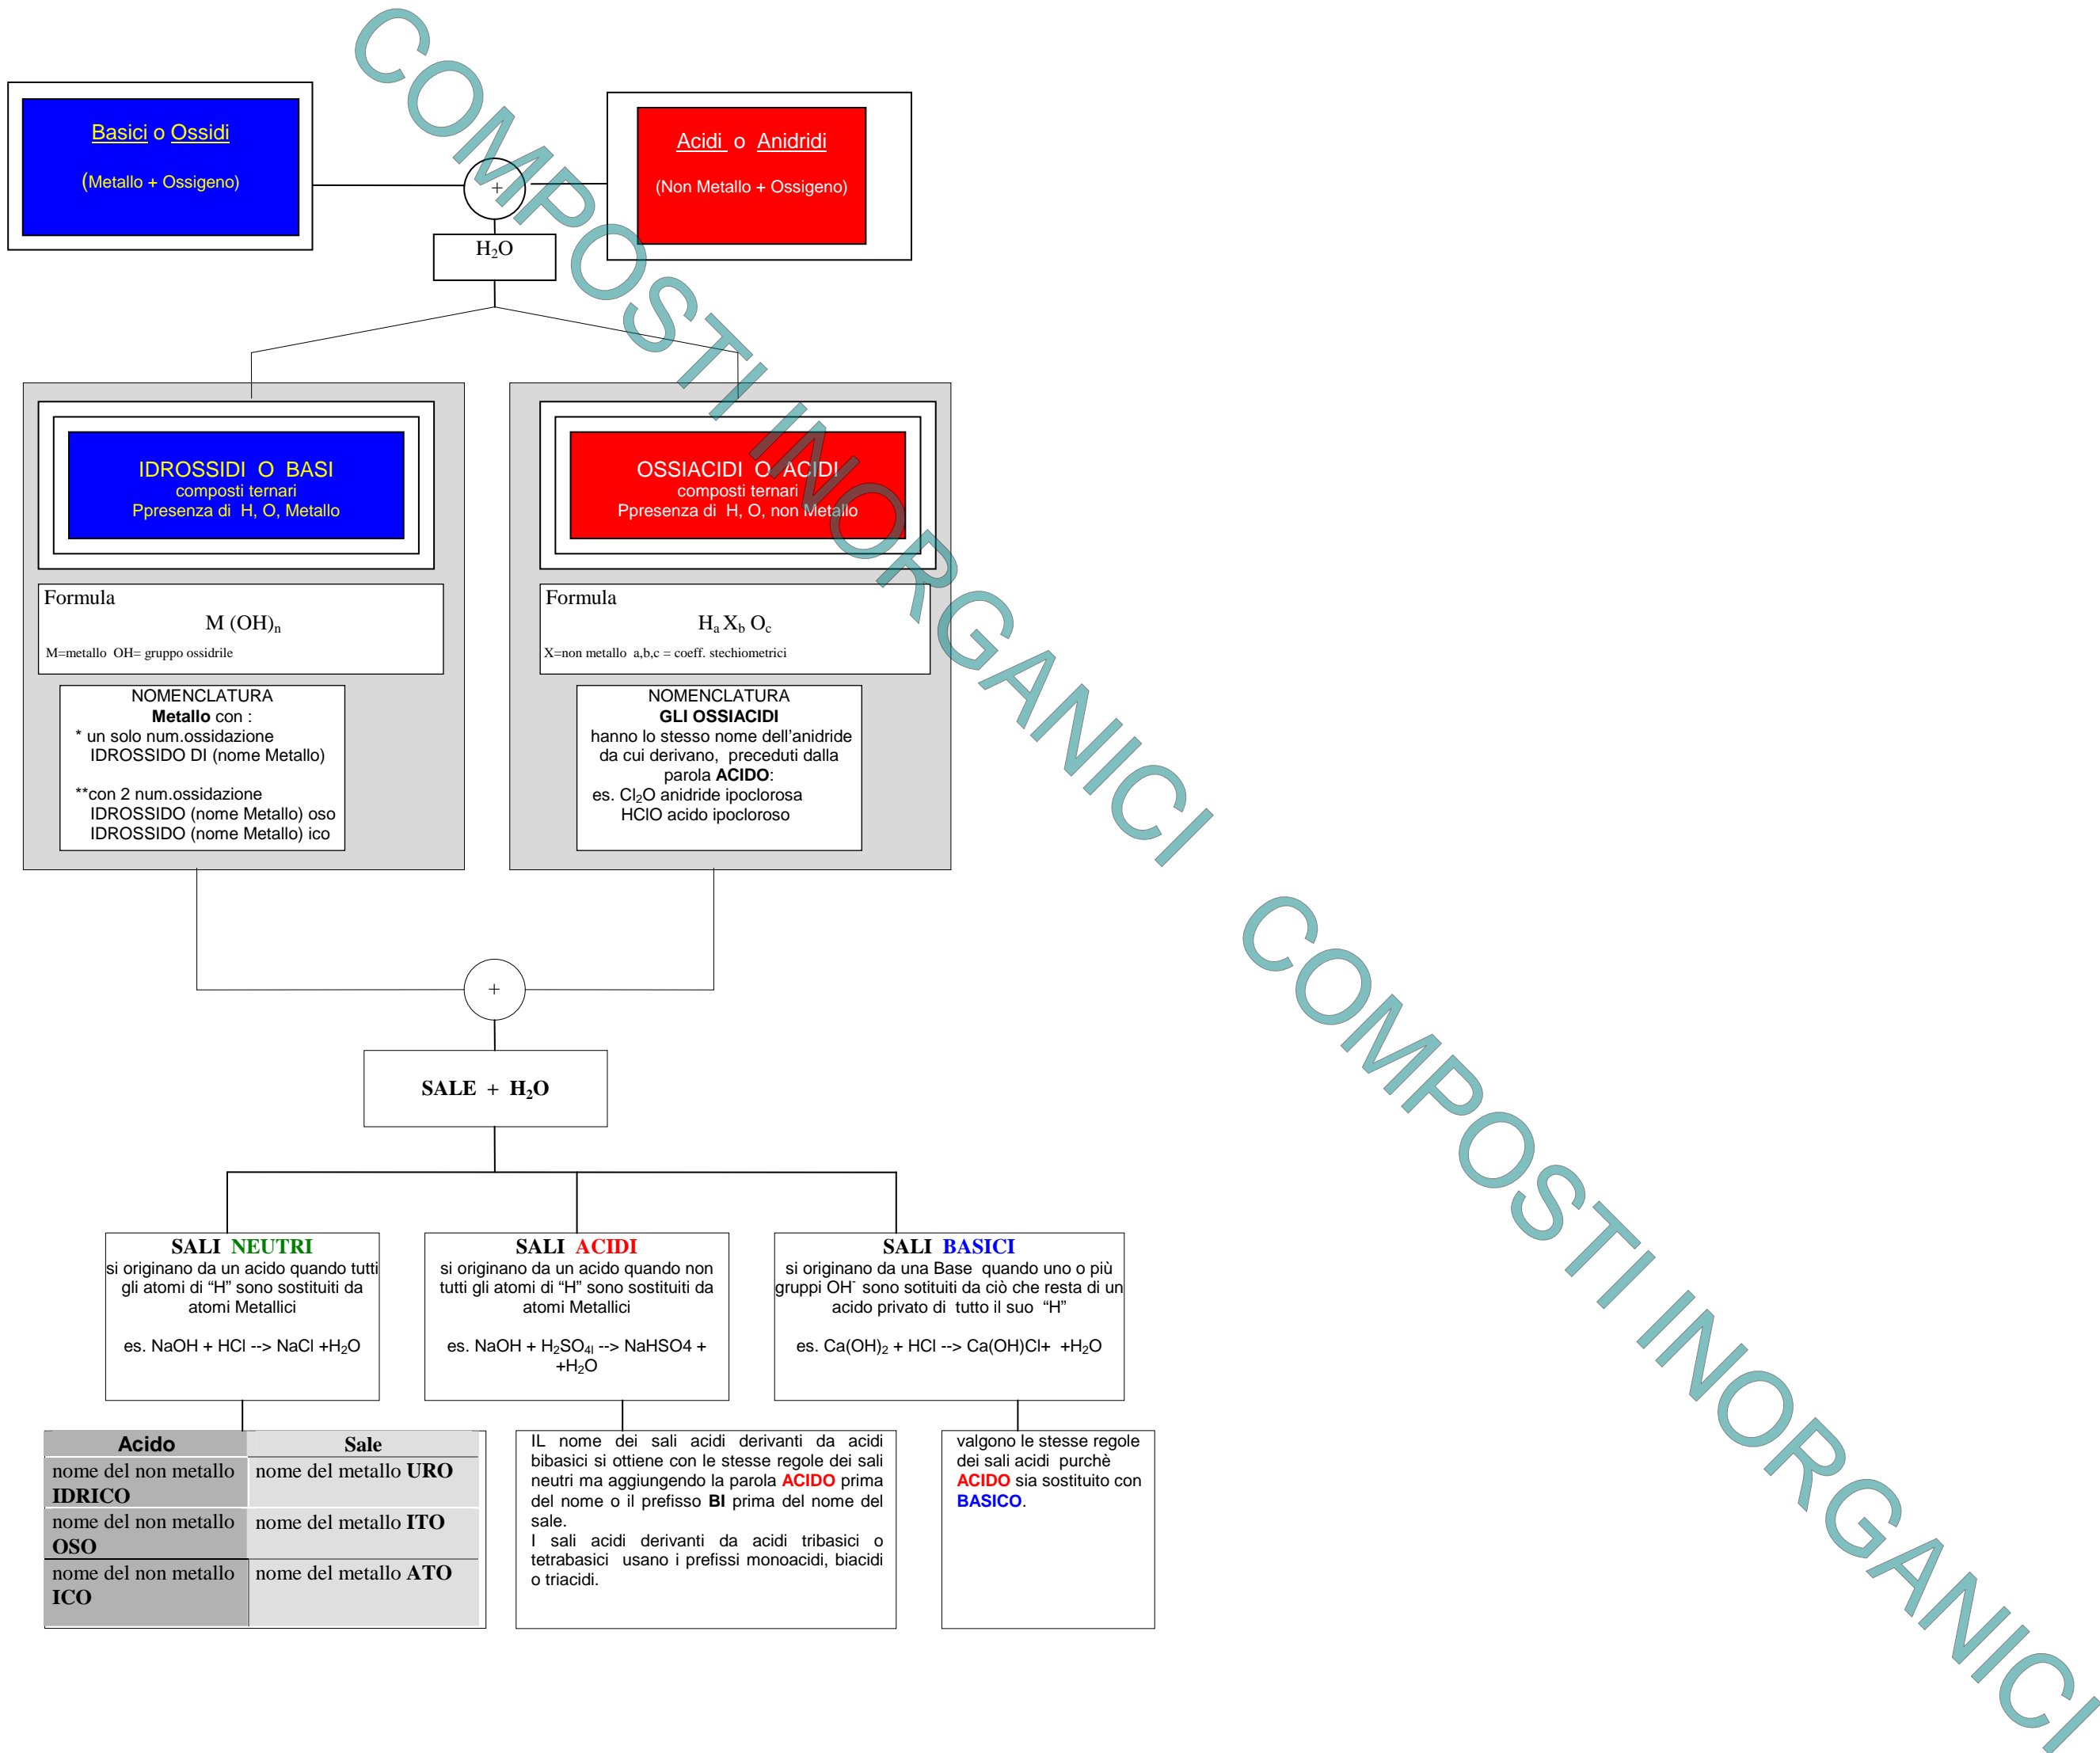 COMPOSTI INORGANICI COMPOSTI INORGANICI
Basici o Ossidi
(Metallo + Ossigeno)
+
Acidi o Anidridi
(Non Metallo + Ossigeno)
H₂O
IDROSSIDI O BASI
composti ternari
Ppresenza di H, O, Metallo
Formula
M (OH)ₙ
M=metallo OH= gruppo ossidrile
NOMENCLATURA
Metallo con :
* un solo num.ossidazione
IDROSSIDO DI (nome Metallo)
**con 2 num.ossidazione
IDROSSIDO (nome Metallo) oso
IDROSSIDO (nome Metallo) ico
OSSIACIDI O ACIDI
composti ternari
Ppresenza di H, O, non Metallo
Formula
Hₐ X_b O_c
X=non metallo a,b,c = coeff. stechiometrici
NOMENCLATURA
GLI OSSIACIDI
hanno lo stesso nome dell'anidride
da cui derivano, preceduti dalla
parola ACIDO:
es. Cl₂O anidride ipoclorosa
HClO acido ipocloroso
+
SALE + H₂O
SALI NEUTRI
si originano da un acido quando tutti
gli atomi di “H” sono sostituiti da
atomi Metallici
es. NaOH + HCl --> NaCl +H₂O
SALI ACIDI
si originano da un acido quando non
tutti gli atomi di “H” sono sostituiti da
atomi Metallici
es. NaOH + H₂SO₄ₗ --> NaHSO4 +
+H₂O
SALI BASICI
si originano da una Base quando uno o più
gruppi OH⁻ sono sotituiti da ciò che resta di un
acido privato di tutto il suo “H”
es. Ca(OH)₂ + HCl --> Ca(OH)Cl+ +H₂O
Acido Sale
nome del non metallo nome del metallo URO
IDRICO
nome del non metallo nome del metallo ITO
OSO
nome del non metallo nome del metallo ATO
ICO
IL nome dei sali acidi derivanti da acidi
bibasici si ottiene con le stesse regole dei sali
neutri ma aggiungendo la parola ACIDO prima
del nome o il prefisso BI prima del nome del
sale.
I sali acidi derivanti da acidi tribasici o
tetrabasici usano i prefissi monoacidi, biacidi
o triacidi.
valgono le stesse regole
dei sali acidi purchè
ACIDO sia sostituito con
BASICO.